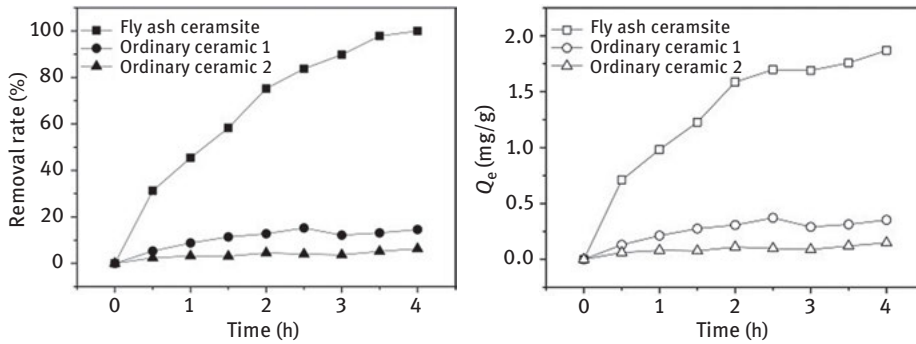 Fly ash ceramsite
Ordinary ceramic 1
Ordinary ceramic 2
100
80
60
40
20
0
Removal rate (%)
0 1 2 3 4
Time (h)
Fly ash ceramsite
Ordinary ceramic 1
Ordinary ceramic 2
2.0
1.5
1.0
0.5
0.0
Qe (mg/g)
0 1 2 3 4
Time (h)